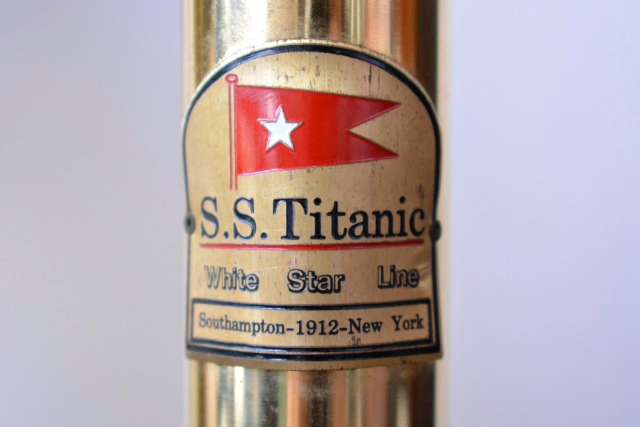 S.S.Titanic
White Star Line
Southampton-1912-New York